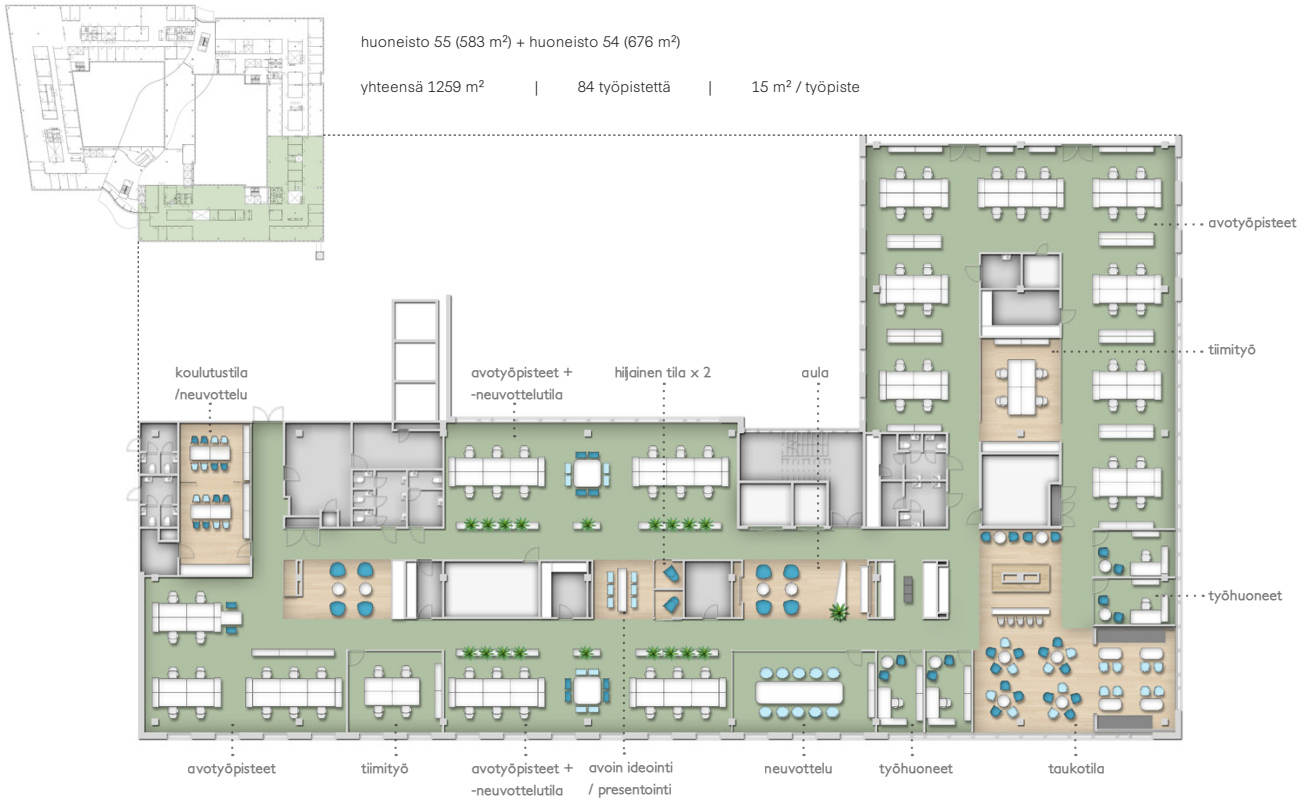 huoneisto 55 (583 m²) + huoneisto 54 (676 m²)
yhteensä 1259 m² | 84 työpistettä | 15 m² / työpiste
avotyöpisteet
tiimityö
koulutustila
/neuvottelu
avotyöpisteet +
-neuvottelutila
hiljainen tila x 2
aula
työhuoneet
avotyöpisteet
tiimityö
avotyöpisteet +
-neuvottelutila
avoin ideointi
/ presentointi
neuvottelu
työhuoneet
taukotila